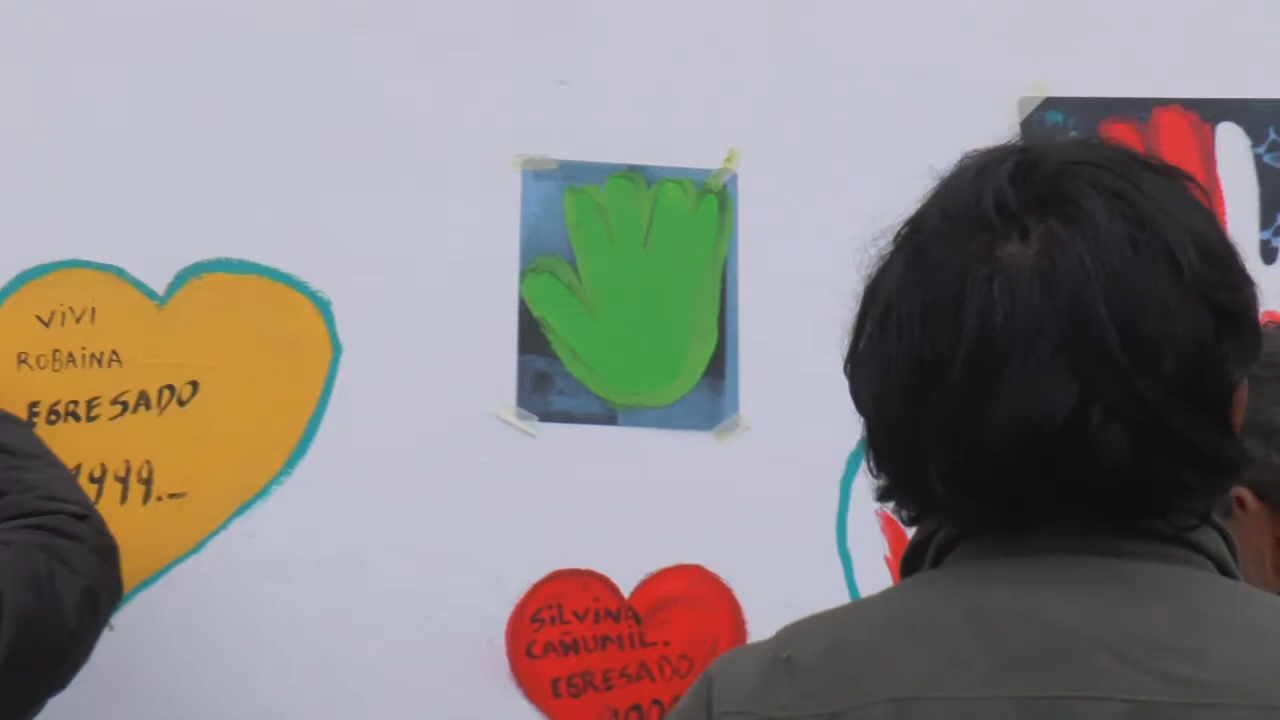 ViVi
ROBAINA
EGRESADO
1999.-
SiLViNA
CAÑUMIL.
EGRESADO